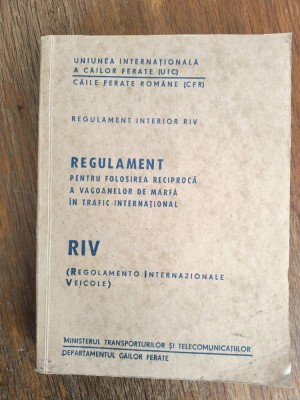 UNIUNEA INTERNAȚIONALĂ
A CĂILOR FERATE (UIC)
CĂILE FERATE ROMÂNE (CFR)
REGULAMENT INTERIOR RIV
REGULAMENT
PENTRU FOLOSIREA RECIPROCĂ
A VAGOANELOR DE MARFĂ
ÎN TRAFIC INTERNAȚIONAL
RIV
(REGOLAMENTO INTERNAZIONALE
VEICOLE)
MINISTERUL TRANSPORTURILOR ȘI TELECOMUNICAȚIILOR
DEPARTAMENTUL CĂILOR FERATE